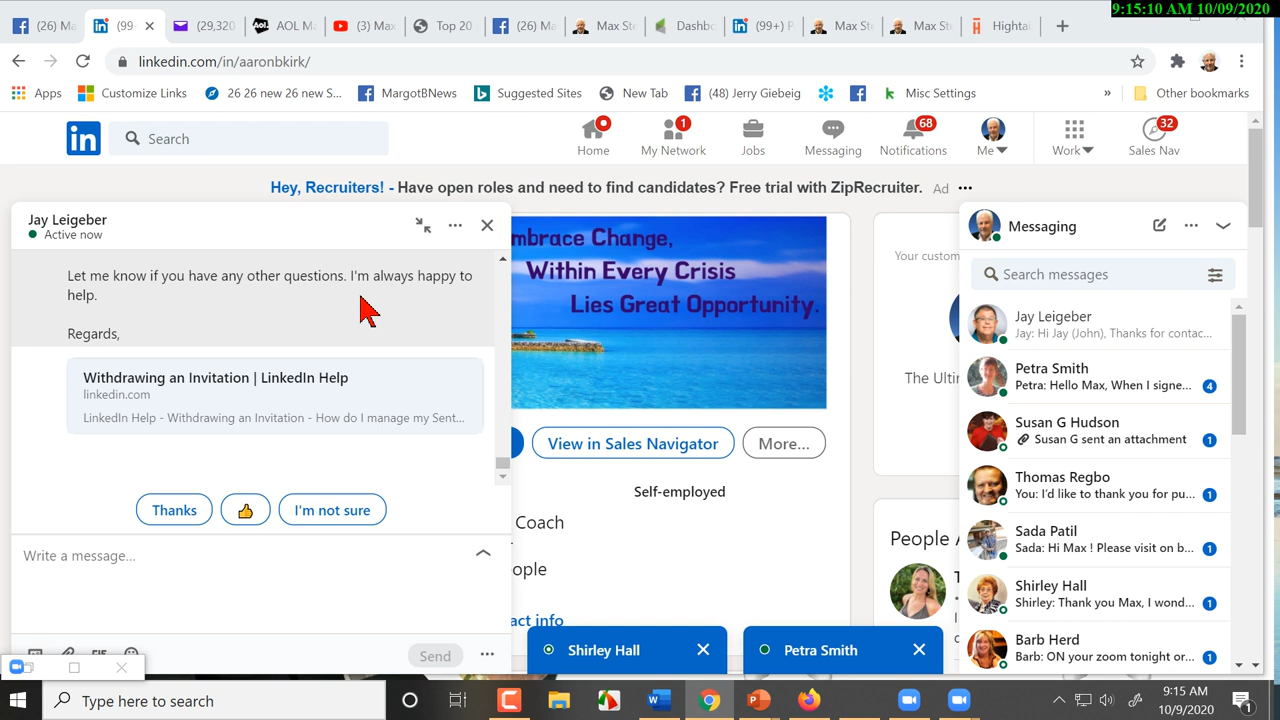 9:15:10 AM 10/09/2020
(26) Ma
(99+
(29,320
Aol.
AOL Ma
(3) Max
Top 20
(26) M
Max Ste
Dashbo
(99+) P
Max Ste
Max Ste
Hightai
linkedin.com/in/aaronbkirk/
Apps
Customize Links
26 26 new 26 new S...
MargotBNews
Suggested Sites
New Tab
(48) Jerry Giebeig
Misc Settings
»
Other bookmarks
in
Search
Home
1
My Network
Jobs
Messaging
68
Notifications
Me
Work
32
Sales Nav
Hey, Recruiters! - Have open roles and need to find candidates? Free trial with ZipRecruiter. Ad
Jay Leigeber
Active now
Let me know if you have any other questions. I'm always happy to
help.
Regards,
Withdrawing an Invitation | LinkedIn Help
linkedin.com
LinkedIn Help - Withdrawing an Invitation - How do I manage my Sent...
Thanks
I'm not sure
Write a message...
GIF
Send
mbrace Change,
Within Every Crisis
Lies Great Opportunity.
View in Sales Navigator
More...
Self-employed
Coach
ople
act info
Your custom
The Ulti
People A
Messaging
Search messages
Jay Leigeber
Jay: Hi Jay (John), Thanks for contac...
Petra Smith
Petra: Hello Max, When I signe...
4
Susan G Hudson
Susan G sent an attachment
1
Thomas Regbo
You: I'd like to thank you for pu...
1
Sada Patil
Sada: Hi Max ! Please visit on b...
1
Shirley Hall
Shirley: Thank you Max, I wond...
1
Barb Herd
Barb: ON your zoom tonight or...
1
Shirley Hall
Petra Smith
Type here to search
9:15 AM
10/9/2020
1